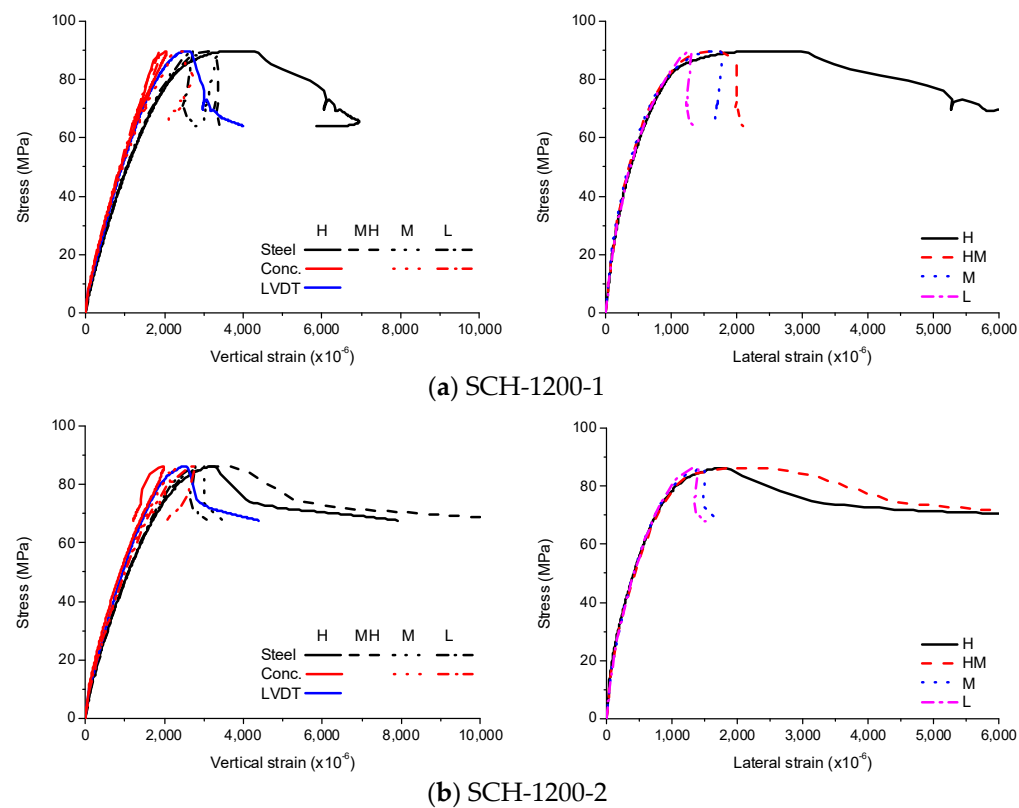 100
80
60
40
20
0
Stress (MPa)
0
2,000
4,000
6,000
8,000
10,000
Vertical strain (x10-6)
H MH M L
Steel
Conc.
LVDT
100
80
60
40
20
0
Stress (MPa)
0
1,000
2,000
3,000
4,000
5,000
6,000
Lateral strain (x10-6)
H
HM
M
L
(a) SCH-1200-1
100
80
60
40
20
0
Stress (MPa)
0
2,000
4,000
6,000
8,000
10,000
Vertical strain (x10-6)
H MH M L
Steel
Conc.
LVDT
100
80
60
40
20
0
Stress (MPa)
0
1,000
2,000
3,000
4,000
5,000
6,000
Lateral strain (x10-6)
H
HM
M
L
(b) SCH-1200-2